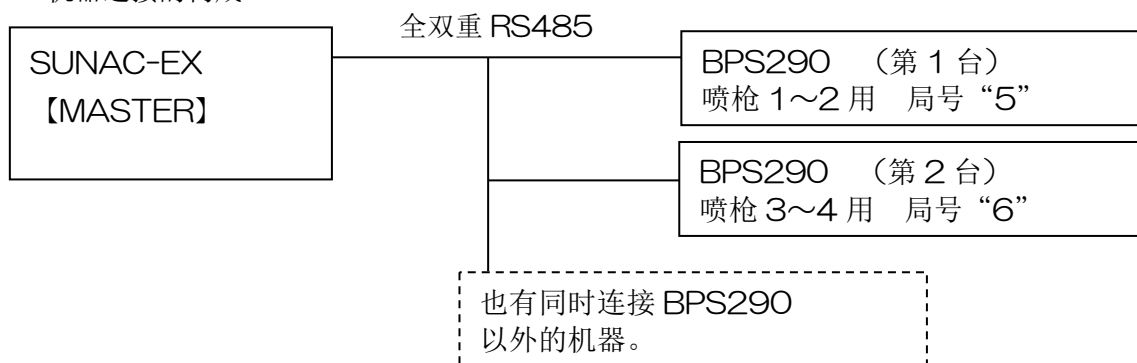 全双重 RS485
SUNAC-EX
【MASTER】
BPS290 （第 1 台）
喷枪 1～2 用 局号“5”
BPS290 （第 2 台）
喷枪 3～4 用 局号“6”
也有同时连接 BPS290
以外的机器。